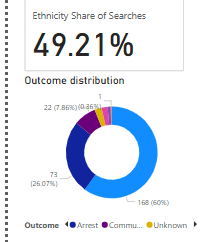 Ethnicity Share of Searches
49.21%
Outcome distribution
1
22 (7.86%) (0.36%)
73
(26.07%)
168 (60%)
Outcome Arrest Commu... Unknown